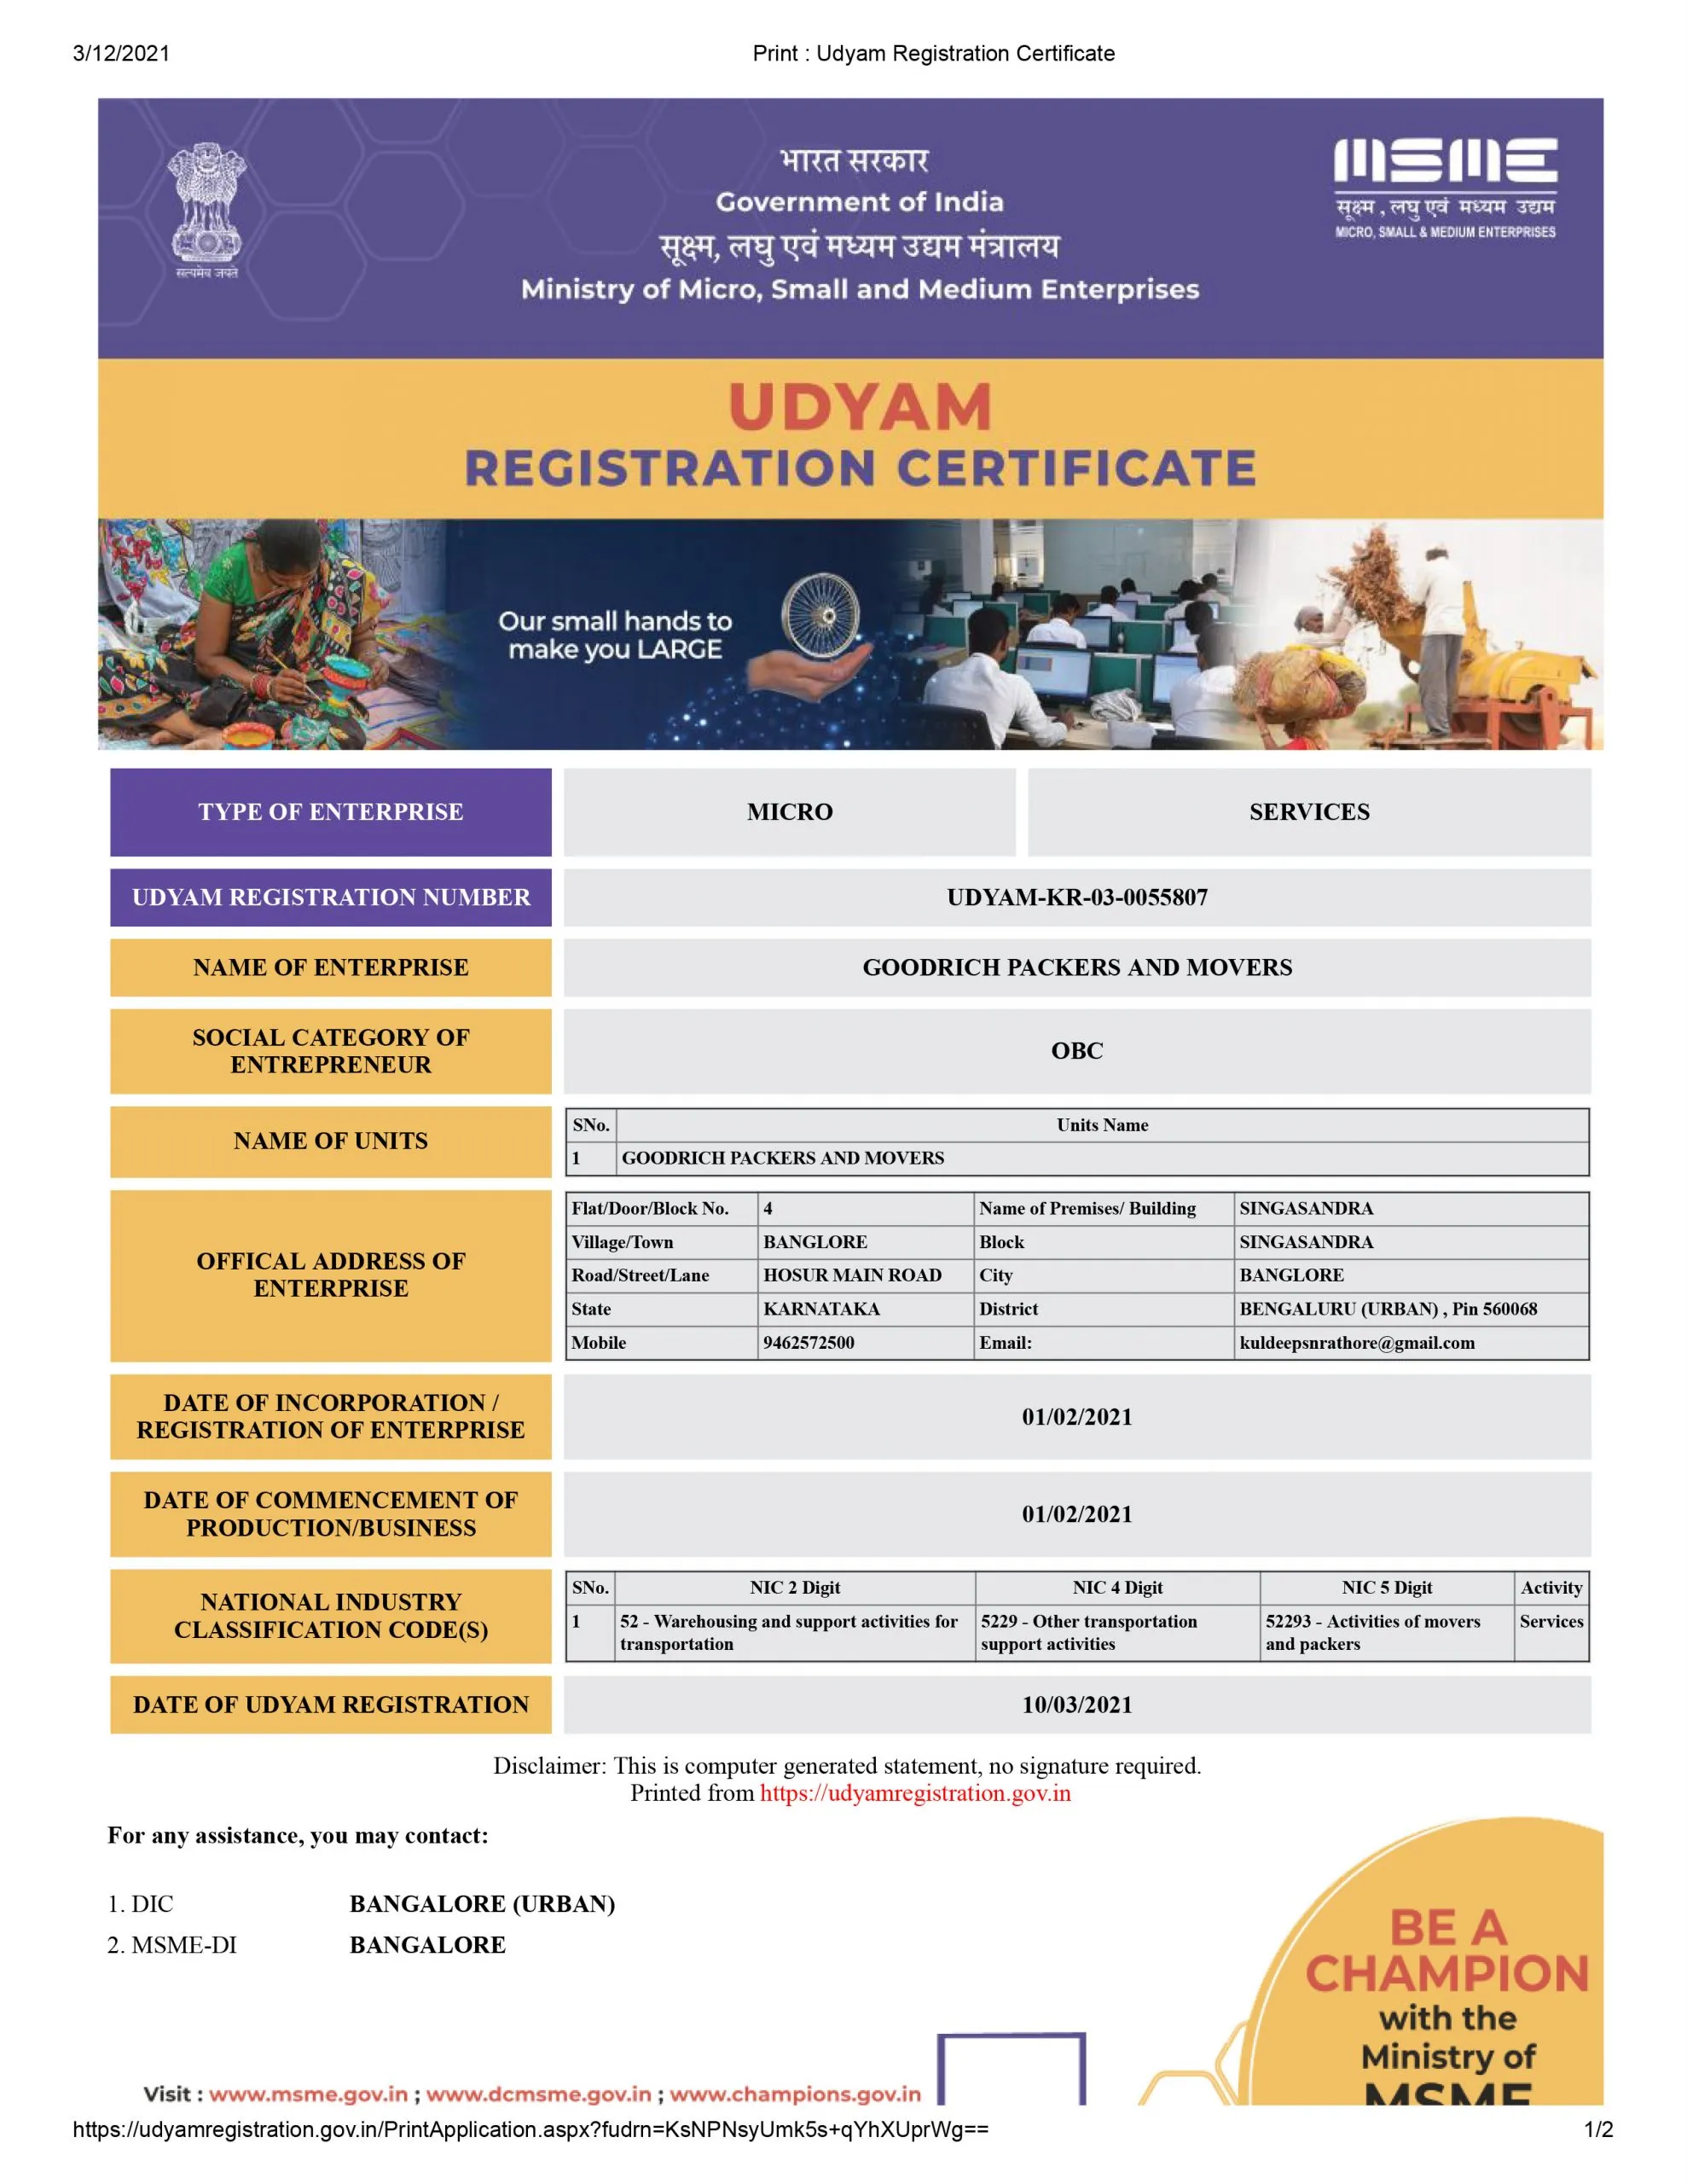 3/12/2021
Print : Udyam Registration Certificate
भारत सरकार
Government of India
सूक्ष्म, लघु एवं मध्यम उद्यम मंत्रालय
Ministry of Micro, Small and Medium Enterprises
सत्यमेव जयते
MSME
सूक्ष्म , लघु एवं मध्यम उद्यम
MICRO, SMALL & MEDIUM ENTERPRISES
UDYAM
REGISTRATION CERTIFICATE
Our small hands to
make you LARGE
TYPE OF ENTERPRISE MICRO SERVICES
UDYAM REGISTRATION NUMBER UDYAM-KR-03-0055807
NAME OF ENTERPRISE GOODRICH PACKERS AND MOVERS
SOCIAL CATEGORY OF
ENTREPRENEUR
OBC
NAME OF UNITS
SNo. Units Name
1 GOODRICH PACKERS AND MOVERS
OFFICAL ADDRESS OF
ENTERPRISE
Flat/Door/Block No. 4 Name of Premises/ Building SINGASANDRA
Village/Town BANGLORE Block SINGASANDRA
Road/Street/Lane HOSUR MAIN ROAD City BANGLORE
State KARNATAKA District BENGALURU (URBAN) , Pin 560068
Mobile 9462572500 Email: kuldeepsnrathore@gmail.com
DATE OF INCORPORATION /
REGISTRATION OF ENTERPRISE
01/02/2021
DATE OF COMMENCEMENT OF
PRODUCTION/BUSINESS
01/02/2021
NATIONAL INDUSTRY
CLASSIFICATION CODE(S)
SNo. NIC 2 Digit NIC 4 Digit NIC 5 Digit Activity
1 52 - Warehousing and support activities for 5229 - Other transportation 52293 - Activities of movers Services
transportation support activities and packers
DATE OF UDYAM REGISTRATION 10/03/2021
Disclaimer: This is computer generated statement, no signature required.
Printed from https://udyamregistration.gov.in
For any assistance, you may contact:
1. DIC BANGALORE (URBAN)
2. MSME-DI BANGALORE
BE A
CHAMPION
with the
Ministry of
MSME
Visit : www.msme.gov.in ; www.dcmsme.gov.in ; www.champions.gov.in
https://udyamregistration.gov.in/PrintApplication.aspx?fudrn=KsNPNsyUmk5s+qYhXUprWg==
1/2